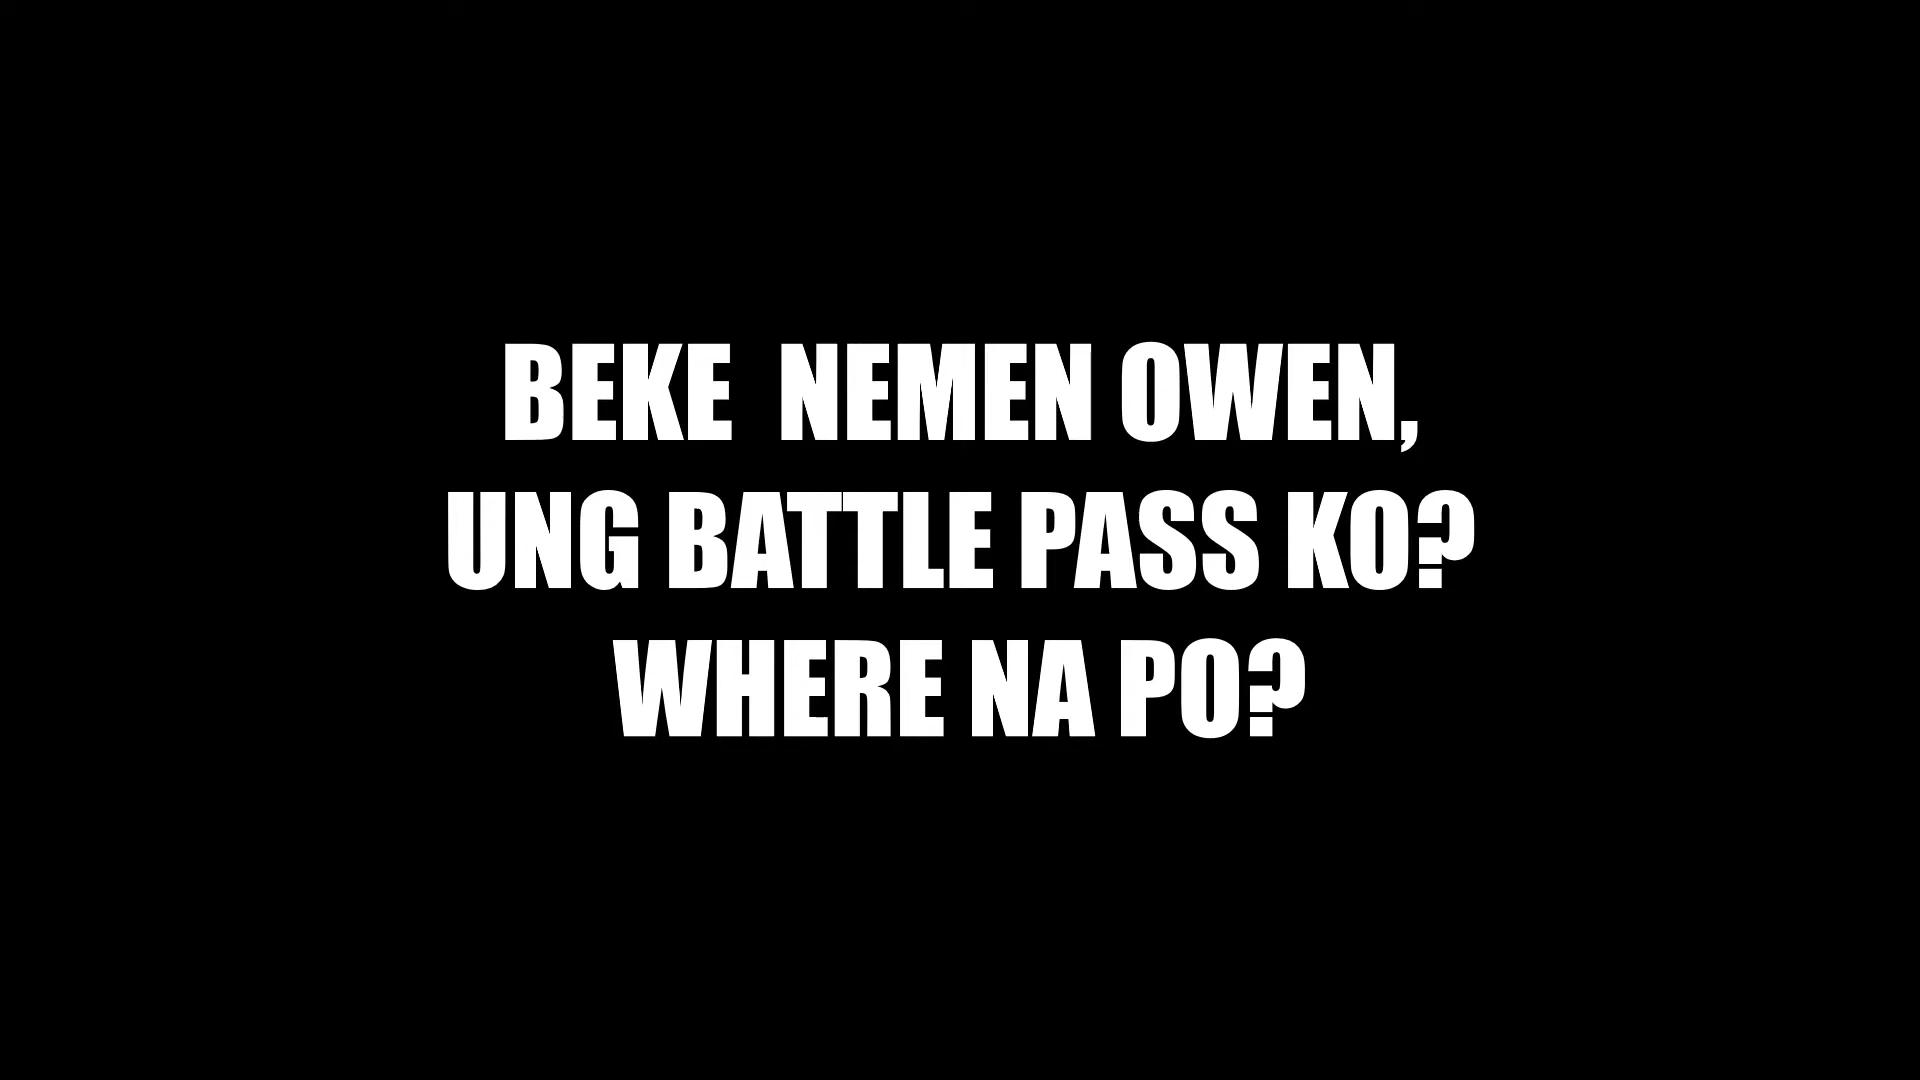 BEKE  NEMEN OWEN,
UNG BATTLE PASS KO?
WHERE NA PO?